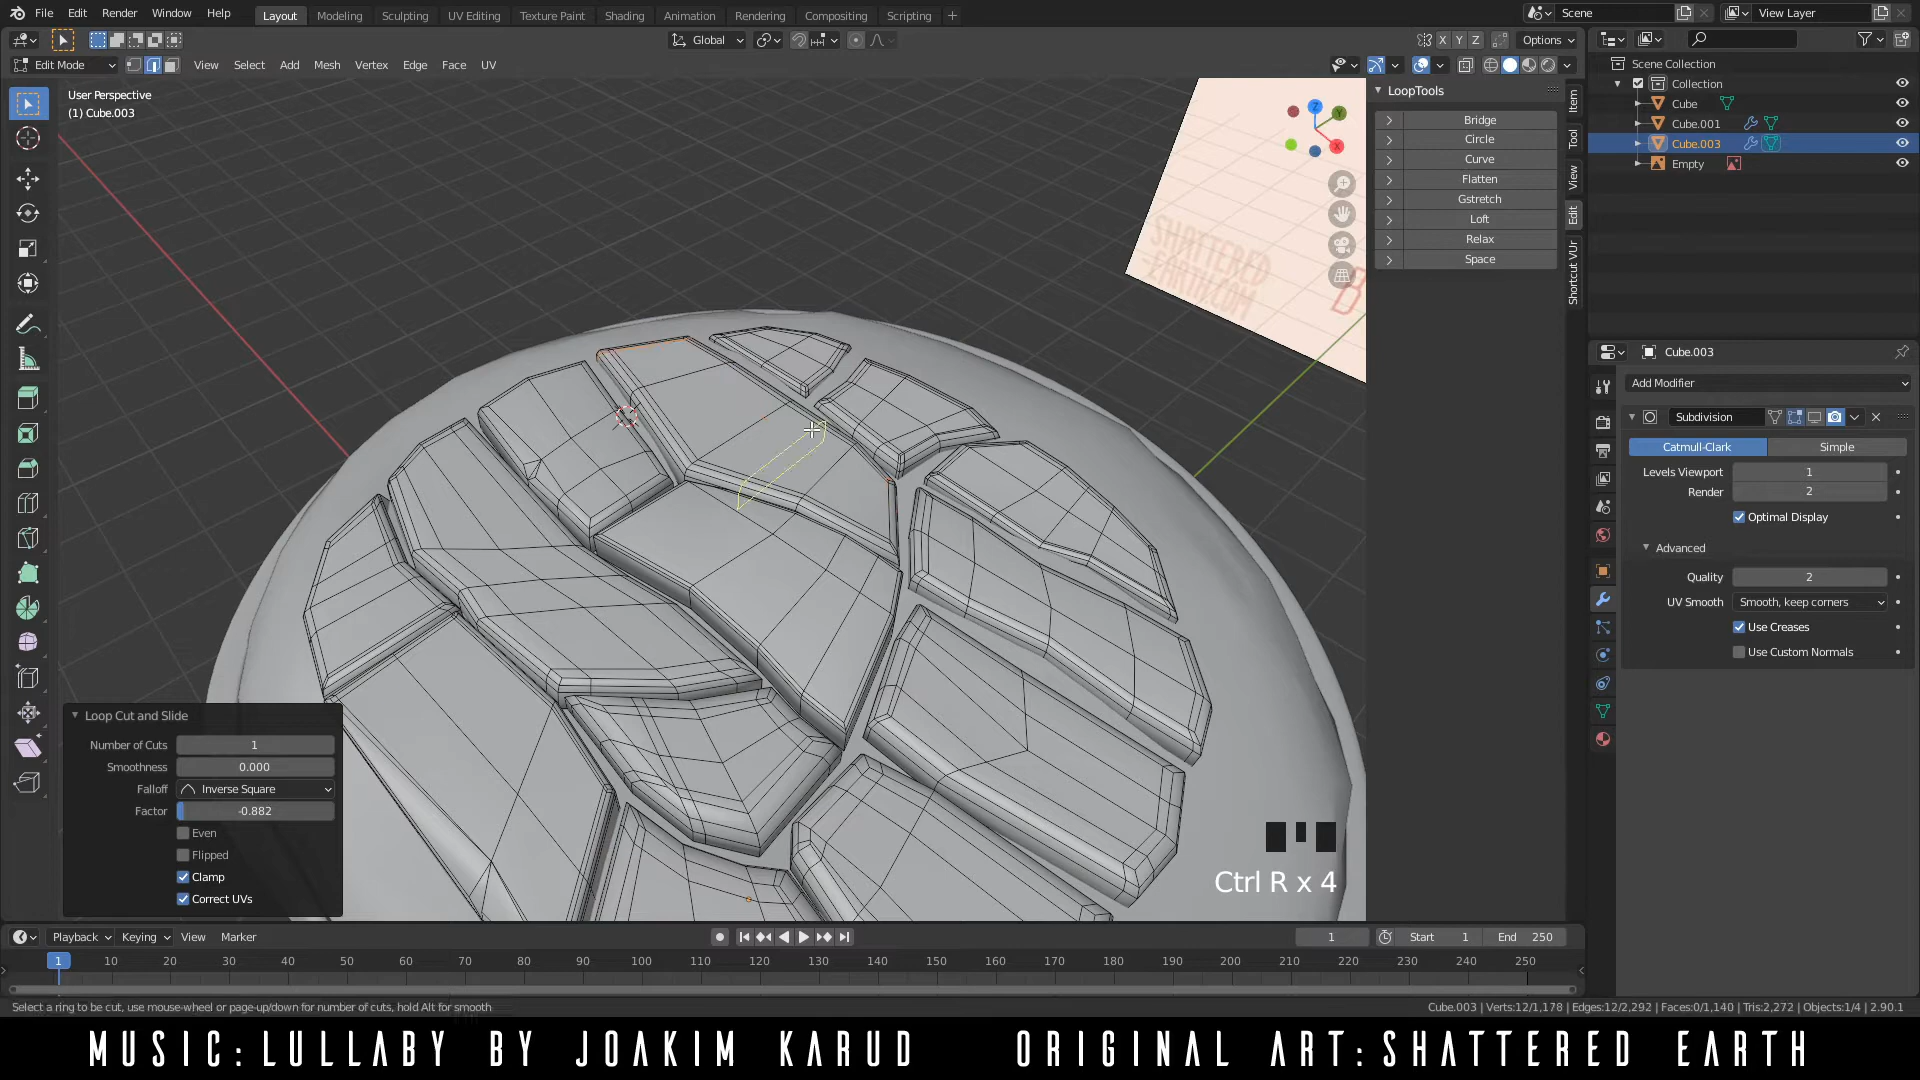 File Edit Render Window Help Layout Modeling Sculpting UV Editing Texture Paint Shading Animation Rendering Compositing Scripting + Scene View Layer
Global X Y Z Options
Edit Mode View Select Add Mesh Vertex Edge Face UV
User Perspective
(1) Cube.003
Z Y X
SHATTERED
EARTH.COM
B
LoopTools
Bridge
Circle
Curve
Flatten
Gstretch
Loft
Relax
Space
Item
Tool
View
Edit
Shortcut VUr
Scene Collection
Collection
Cube
Cube.001
Cube.003
Empty
Cube.003
Add Modifier
Subdivision
Catmull-Clark Simple
Levels Viewport 1
Render 2
Optimal Display
Advanced
Quality 2
UV Smooth Smooth, keep corners
Use Creases
Use Custom Normals
Loop Cut and Slide
Number of Cuts 1
Smoothness 0.000
Falloff Inverse Square
Factor -0.882
Even
Flipped
Clamp
Correct UVs
Ctrl R x 4
Playback Keying View Marker 1 Start 1 End 250
1 10 20 30 40 50 60 70 80 90 100 110 120 130 140 150 160 170 180 190 200 210 220 230 240 250
Select a ring to be cut, use mouse-wheel or page-up/down for number of cuts, hold Alt for smooth
Cube.003 | Verts:12/1,178 | Edges:12/2,292 | Faces:0/1,140 | Tris:2,272 | Objects:1/4 | 2.90.1
MUSIC:LULLABY BY JOAKIM KARUD ORIGINAL ART:SHATTERED EARTH